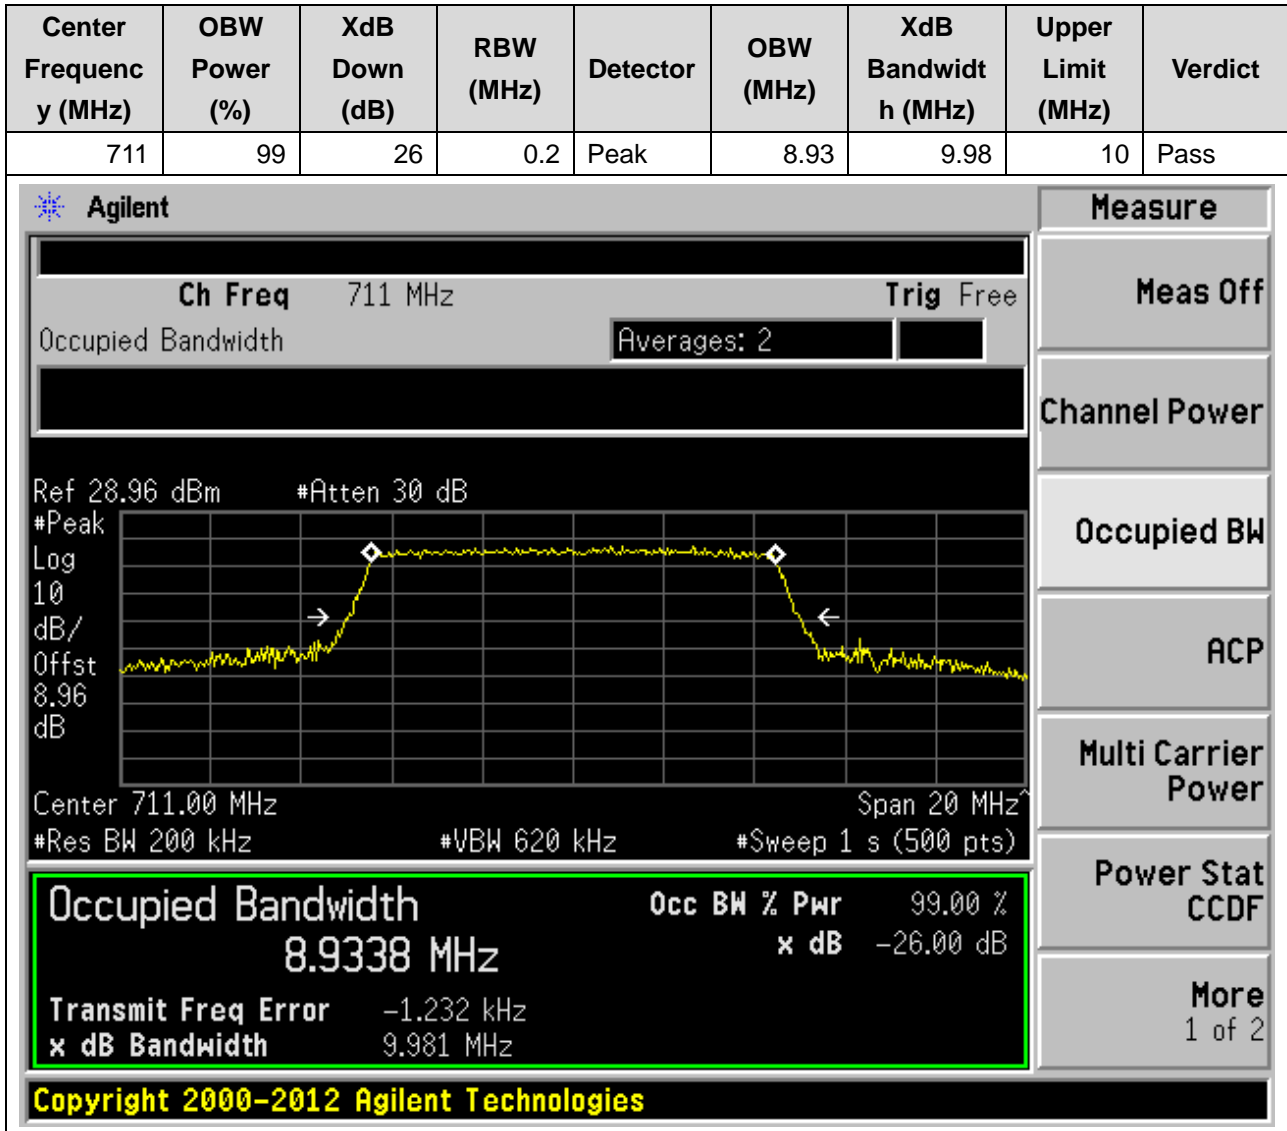 Center Frequency (MHz)	OBW Power (%)	XdB Down (dB)	RBW (MHz)	Detector	OBW (MHz)	XdB Bandwidth (MHz)	Upper Limit (MHz)	Verdict
711	99	26	0.2	Peak	8.93	9.98	10	Pass
Agilent
Measure
Ch Freq 711 MHz Trig Free
Meas Off
Occupied Bandwidth Averages: 2
Channel Power
Ref 28.96 dBm #Atten 30 dB
#Peak
Log
10
dB/
Offst
8.96
dB
Occupied BW
ACP
Multi Carrier
Power
Center 711.00 MHz Span 20 MHz^
#Res BW 200 kHz #VBW 620 kHz #Sweep 1 s (500 pts)
Power Stat
CCDF
Occupied Bandwidth Occ BW % Pwr 99.00 %
8.9338 MHz x dB -26.00 dB
Transmit Freq Error -1.232 kHz
x dB Bandwidth 9.981 MHz
More
1 of 2
Copyright 2000-2012 Agilent Technologies